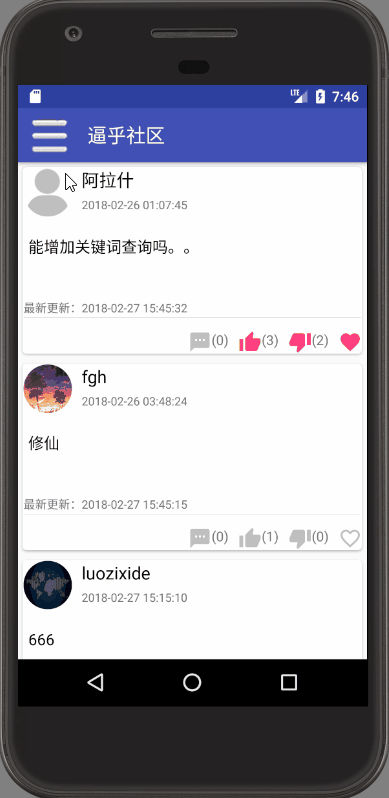 LTE 7:46
逼乎社区
阿拉什
2018-02-26 01:07:45
能增加关键词查询吗。。
最新更新：2018-02-27 15:45:32
(0) (3) (2)
fgh
2018-02-26 03:48:24
修仙
最新更新：2018-02-27 15:45:15
(0) (1) (0)
luozixide
2018-02-27 15:15:10
666